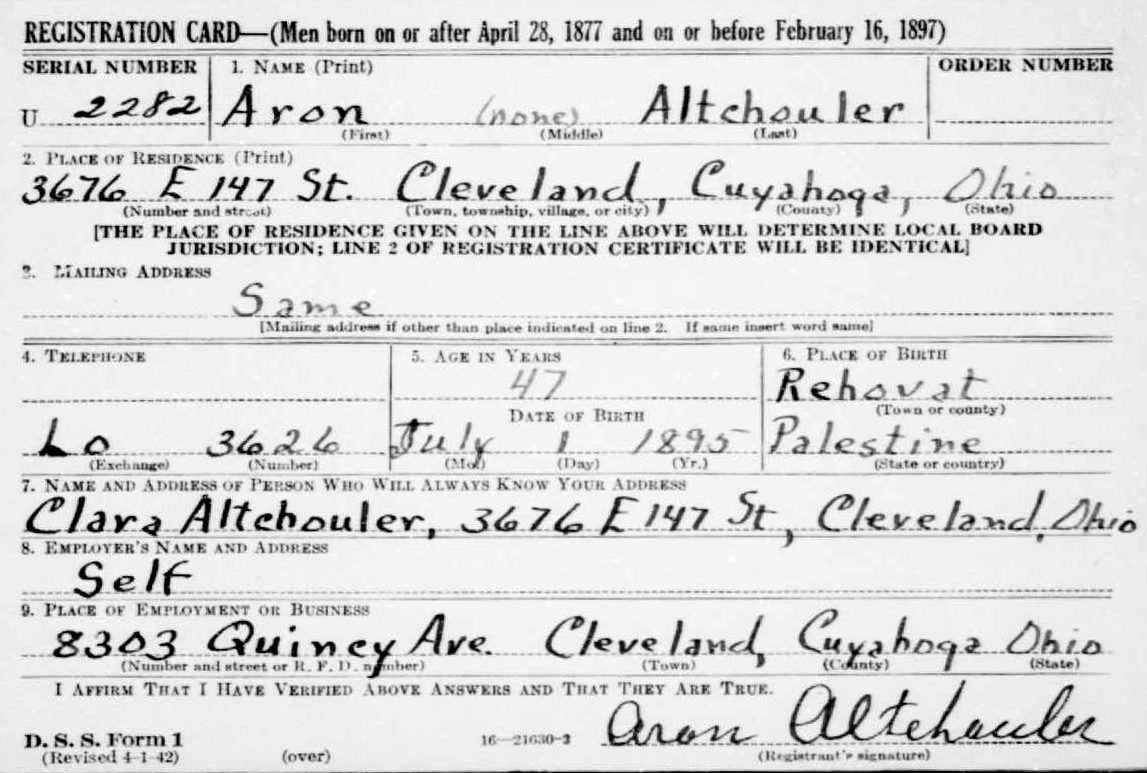 REGISTRATION CARD—(Men born on or after April 28, 1877 and on or before February 16, 1897)
SERIAL NUMBER 1. NAME (Print) ORDER NUMBER
U 2282 Aron (none) Altchouler
(First) (Middle) (Last)
2. PLACE OF RESIDENCE (Print)
3676 E 147 St. Cleveland, Cuyahoga, Ohio
(Number and street) (Town, township, village, or city) (County) (State)
[THE PLACE OF RESIDENCE GIVEN ON THE LINE ABOVE WILL DETERMINE LOCAL BOARD
JURISDICTION; LINE 2 OF REGISTRATION CERTIFICATE WILL BE IDENTICAL]
3. MAILING ADDRESS
Same
[Mailing address if other than place indicated on line 2. If same insert word same]
4. TELEPHONE 5. AGE IN YEARS 6. PLACE OF BIRTH
47 Rehovat
DATE OF BIRTH (Town or county)
Lo 3626 July 1 1895 Palestine
(Exchange) (Number) (Mo.) (Day) (Yr.) (State or country)
7. NAME AND ADDRESS OF PERSON WHO WILL ALWAYS KNOW YOUR ADDRESS
Clara Altchouler, 3676 E 147 St, Cleveland, Ohio
8. EMPLOYER'S NAME AND ADDRESS
Self
9. PLACE OF EMPLOYMENT OR BUSINESS
8303 Quincy Ave. Cleveland, Cuyahoga Ohio
(Number and street or R. F. D. number) (Town) (County) (State)
I AFFIRM THAT I HAVE VERIFIED ABOVE ANSWERS AND THAT THEY ARE TRUE.
Aron Altchouler
D. S. S. Form 1 16—21630-2
(Revised 4-1-42) (over) (Registrant's signature)